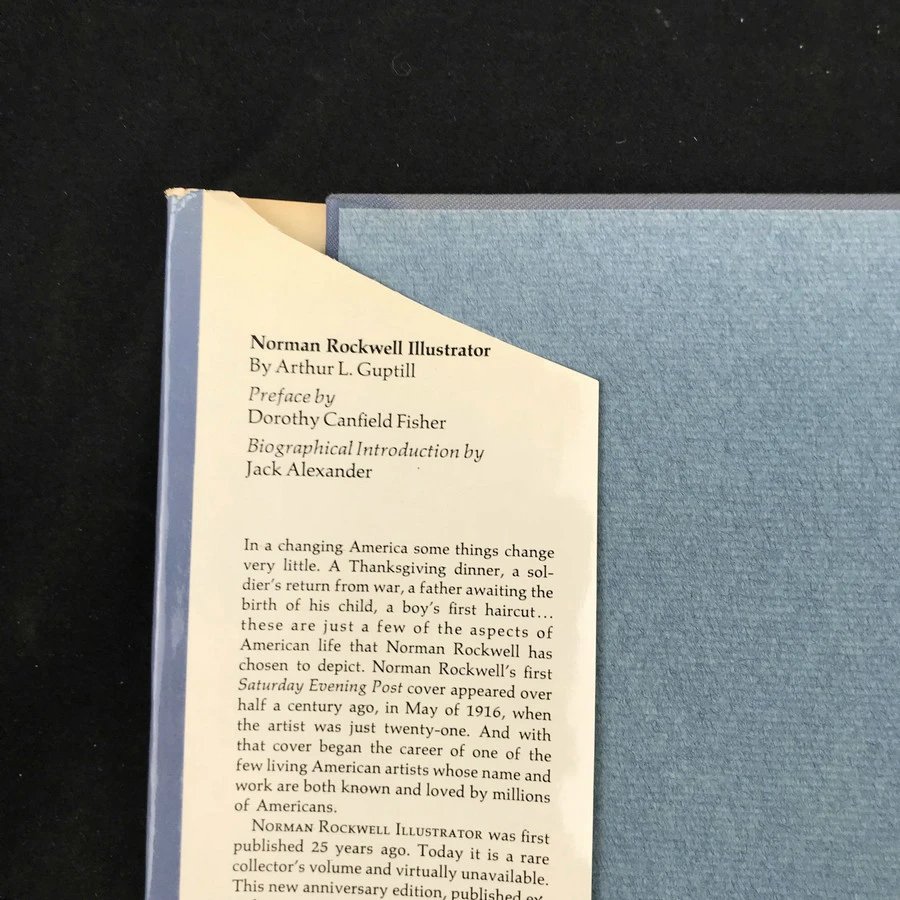 Norman Rockwell Illustrator
By Arthur L. Guptill
Preface by
Dorothy Canfield Fisher
Biographical Introduction by
Jack Alexander
In a changing America some things change
very little. A Thanksgiving dinner, a sol-
dier's return from war, a father awaiting the
birth of his child, a boy's first haircut...
these are just a few of the aspects of
American life that Norman Rockwell has
chosen to depict. Norman Rockwell's first
Saturday Evening Post cover appeared over
half a century ago, in May of 1916, when
the artist was just twenty-one. And with
that cover began the career of one of the
few living American artists whose name and
work are both known and loved by millions
of Americans.
NORMAN ROCKWELL ILLUSTRATOR was first
published 25 years ago. Today it is a rare
collector's volume and virtually unavailable.
This new anniversary edition, published